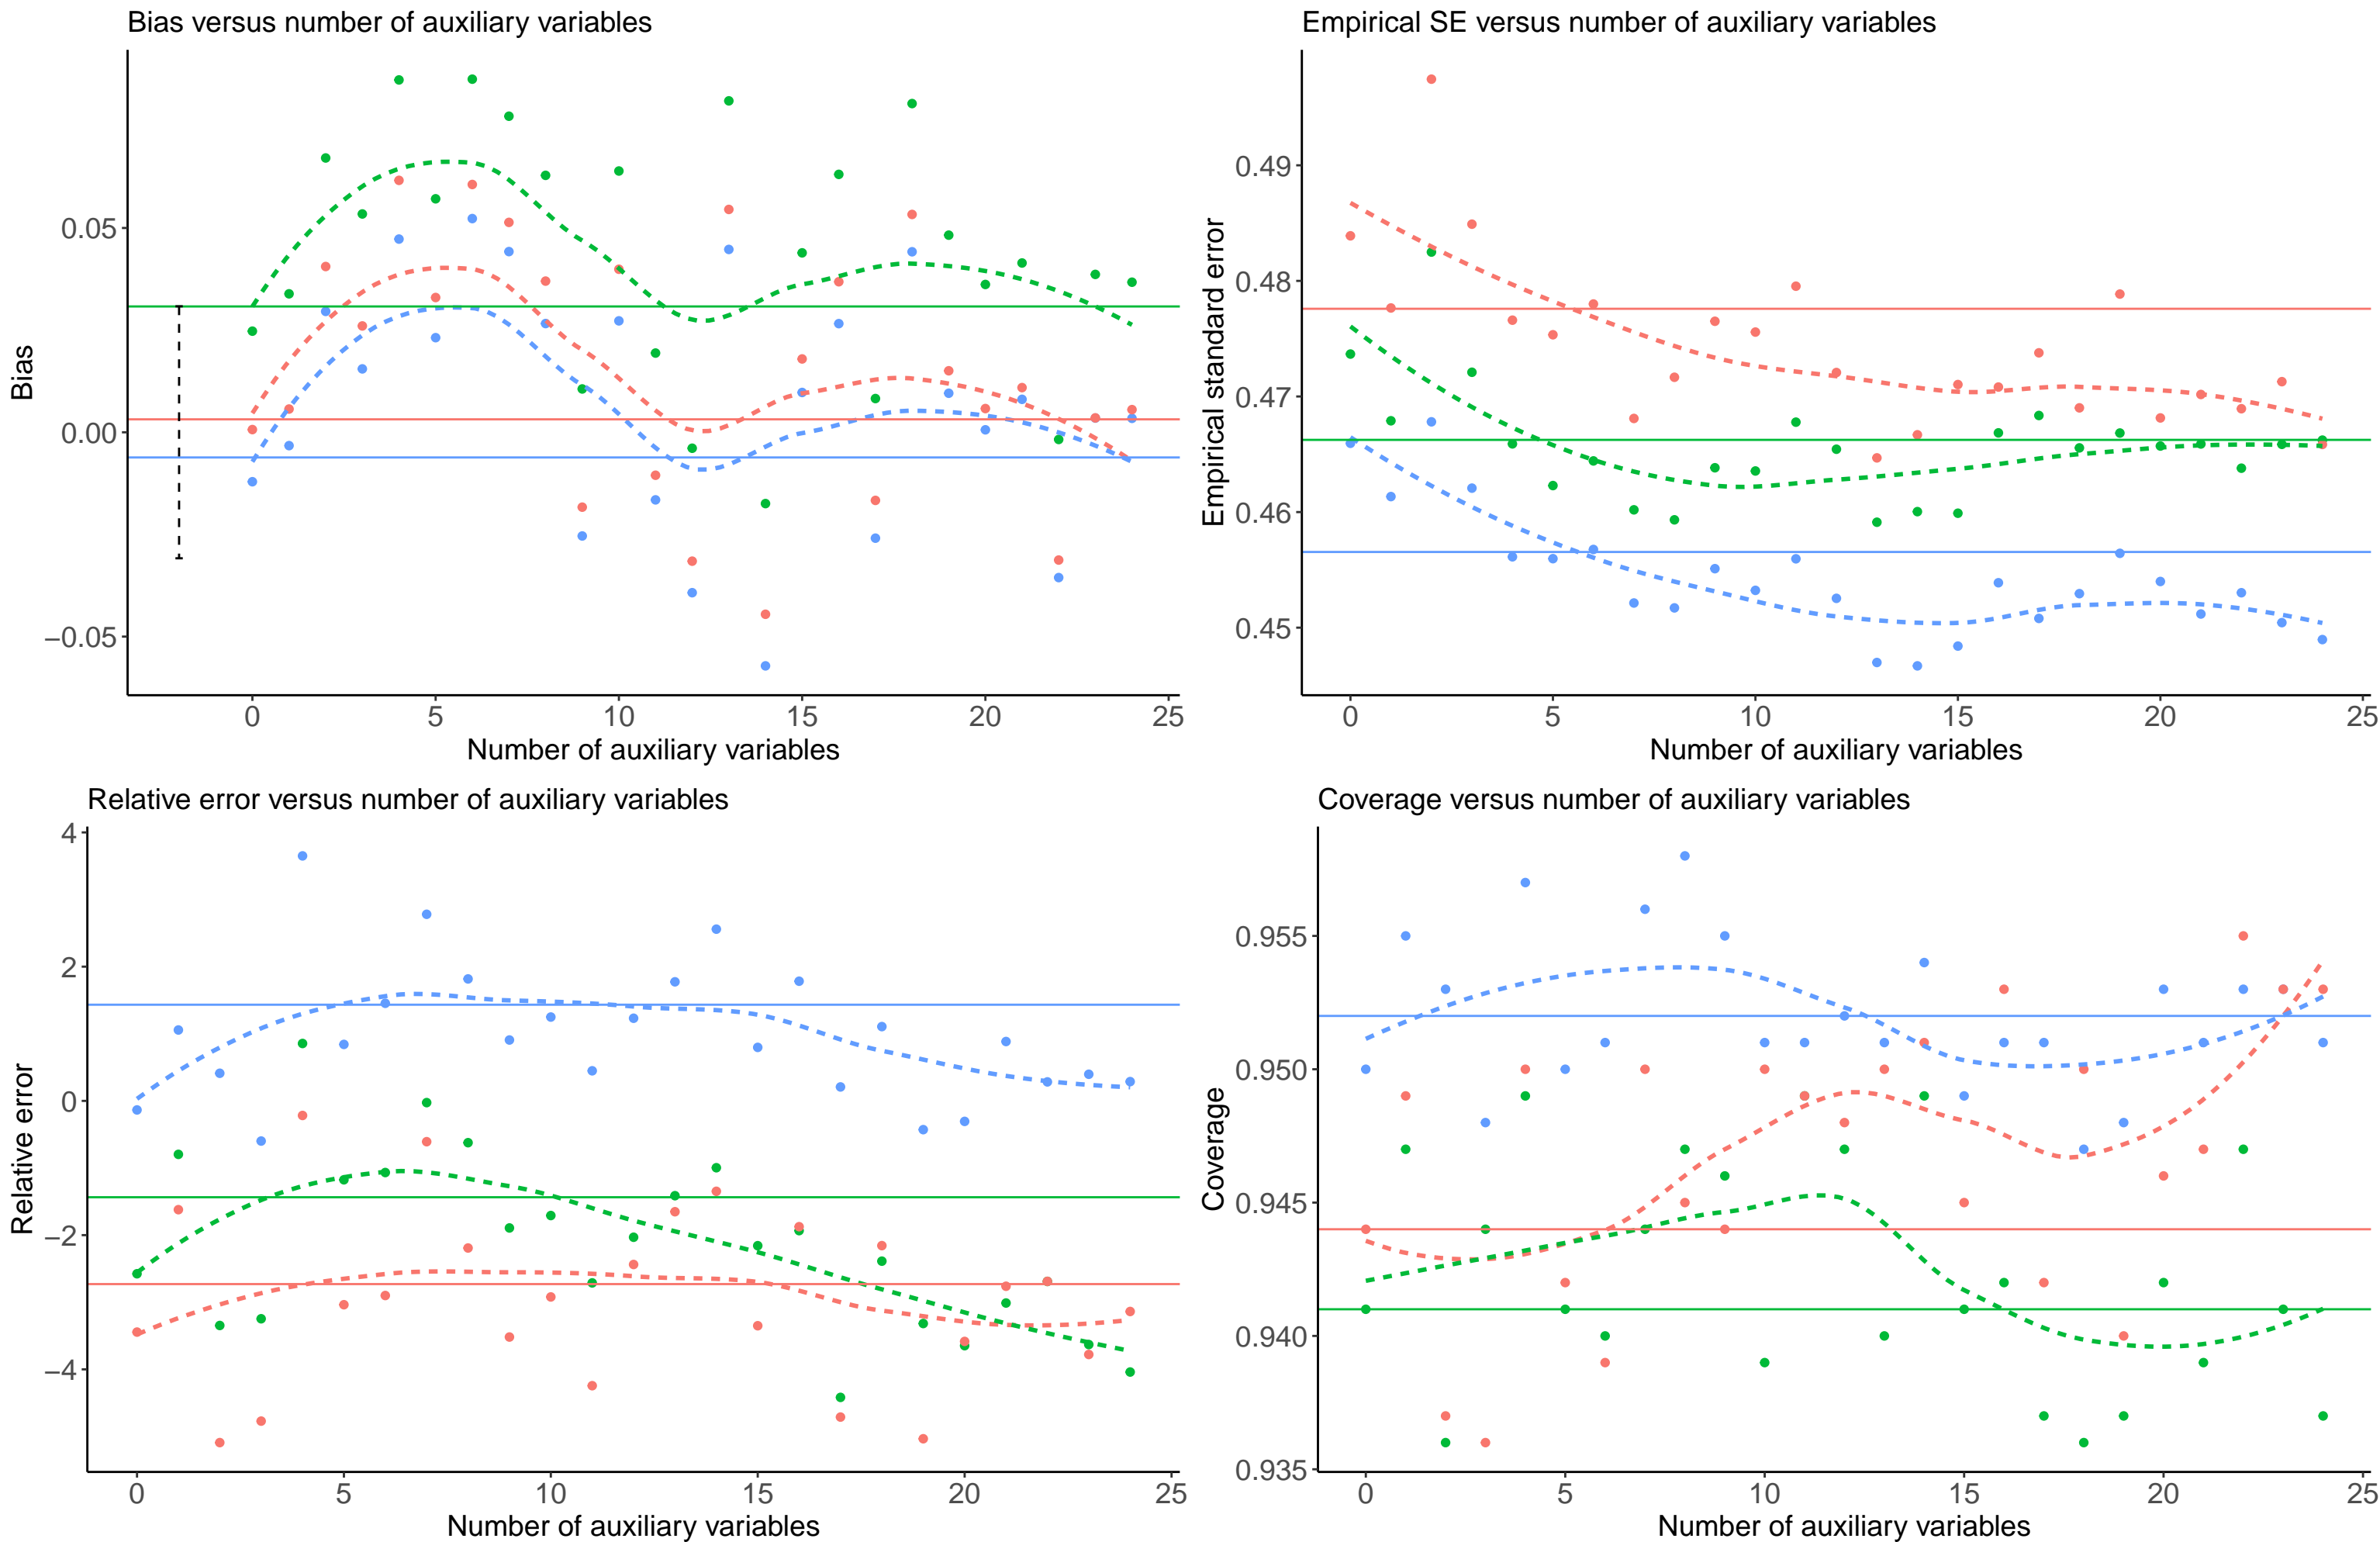 Bias versus number of auxiliary variables
Bias
0.05
0.00
−0.05
0 5 10 15 20 25
Number of auxiliary variables
Empirical SE versus number of auxiliary variables
Empirical standard error
0.49
0.48
0.47
0.46
0.45
0 5 10 15 20 25
Number of auxiliary variables
Relative error versus number of auxiliary variables
Relative error
4
2
0
−2
−4
0 5 10 15 20 25
Number of auxiliary variables
Coverage versus number of auxiliary variables
Coverage
0.955
0.950
0.945
0.940
0.935
0 5 10 15 20 25
Number of auxiliary variables